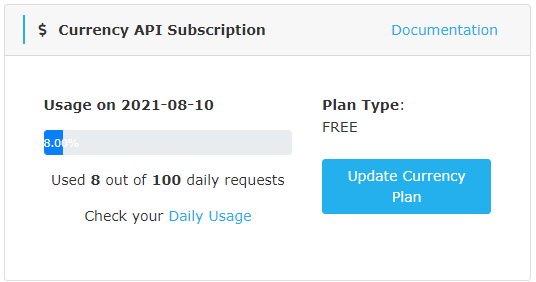 $ Currency API Subscription
Documentation
Usage on 2021-08-10
8.00%
Used 8 out of 100 daily requests
Check your Daily Usage
Plan Type:
FREE
Update Currency
Plan